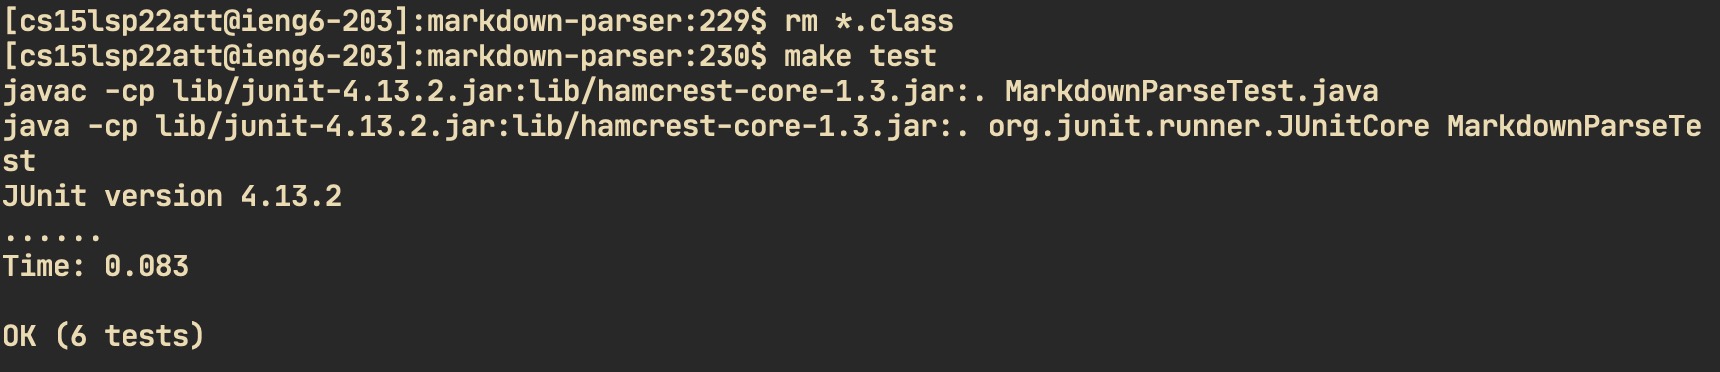 [cs15lsp22att@ieng6-203]:markdown-parser:229$ rm *.class
[cs15lsp22att@ieng6-203]:markdown-parser:230$ make test
javac -cp lib/junit-4.13.2.jar:lib/hamcrest-core-1.3.jar:. MarkdownParseTest.java
java -cp lib/junit-4.13.2.jar:lib/hamcrest-core-1.3.jar:. org.junit.runner.JUnitCore MarkdownParseTe
st
JUnit version 4.13.2
......
Time: 0.083
OK (6 tests)